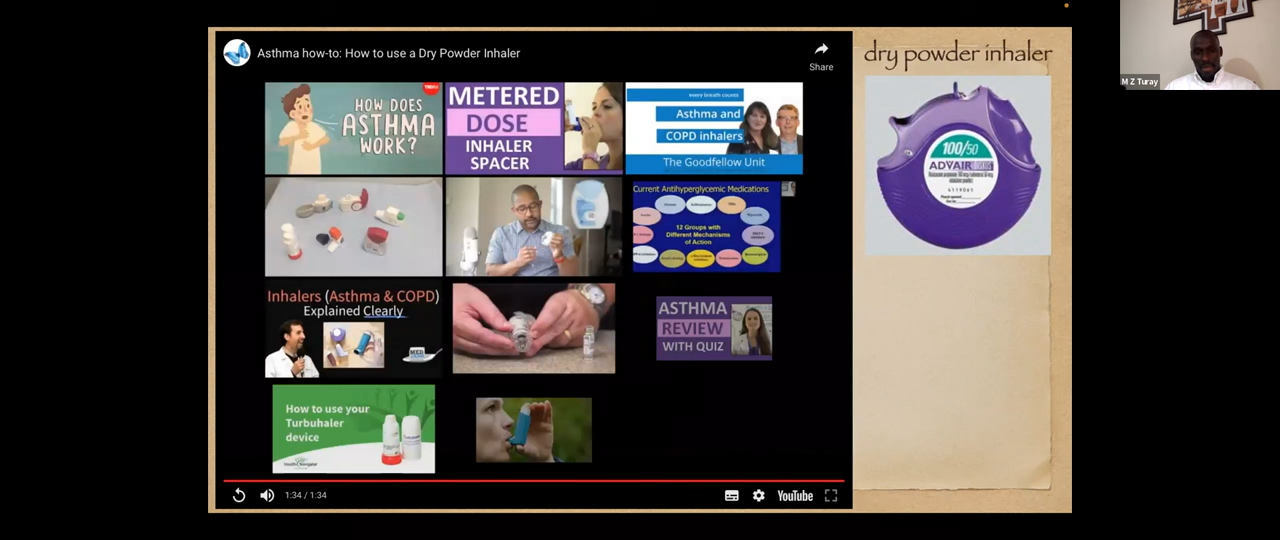 Asthma how-to: How to use a Dry Powder Inhaler
Share
dry powder inhaler
M Z Turay
HOW DOES
ASTHMA
WORK?
METERED
DOSE
INHALER
SPACER
every breath counts
Asthma and
COPD inhalers
The Goodfellow Unit
100/50
ADVAIR
Current Antihyperglycemic Medications
12 Groups with
Different Mechanisms
of Action
Inhalers (Asthma & COPD)
Explained Clearly
MED
ASTHMA
REVIEW
WITH QUIZ
How to use your
Turbuhaler
device
1:34 / 1:34
YouTube